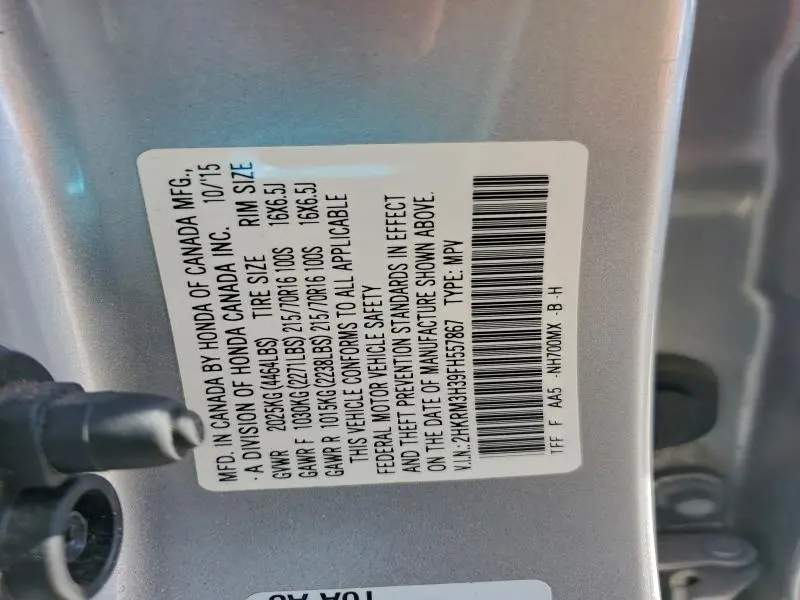 MFD. IN CANADA BY HONDA OF CANADA MFG.,
· A DIVISION OF HONDA CANADA INC. 10/'15
GVWR 2025KG(4464LBS) TIRE SIZE RIM SIZE
GAWR F 1030KG(2271LBS) 215/70R16 100S 16X6.5J
GAWR R 1015KG(2238LBS) 215/70R16 100S 16X6.5J
THIS VEHICLE CONFORMS TO ALL APPLICABLE
FEDERAL MOTOR VEHICLE SAFETY
AND THEFT PREVENTION STANDARDS IN EFFECT
ON THE DATE OF MANUFACTURE SHOWN ABOVE.
V.I.N.:2HKRM3H39FH557867 TYPE: MPV
TFF F AA5 -NH700MX -B -H